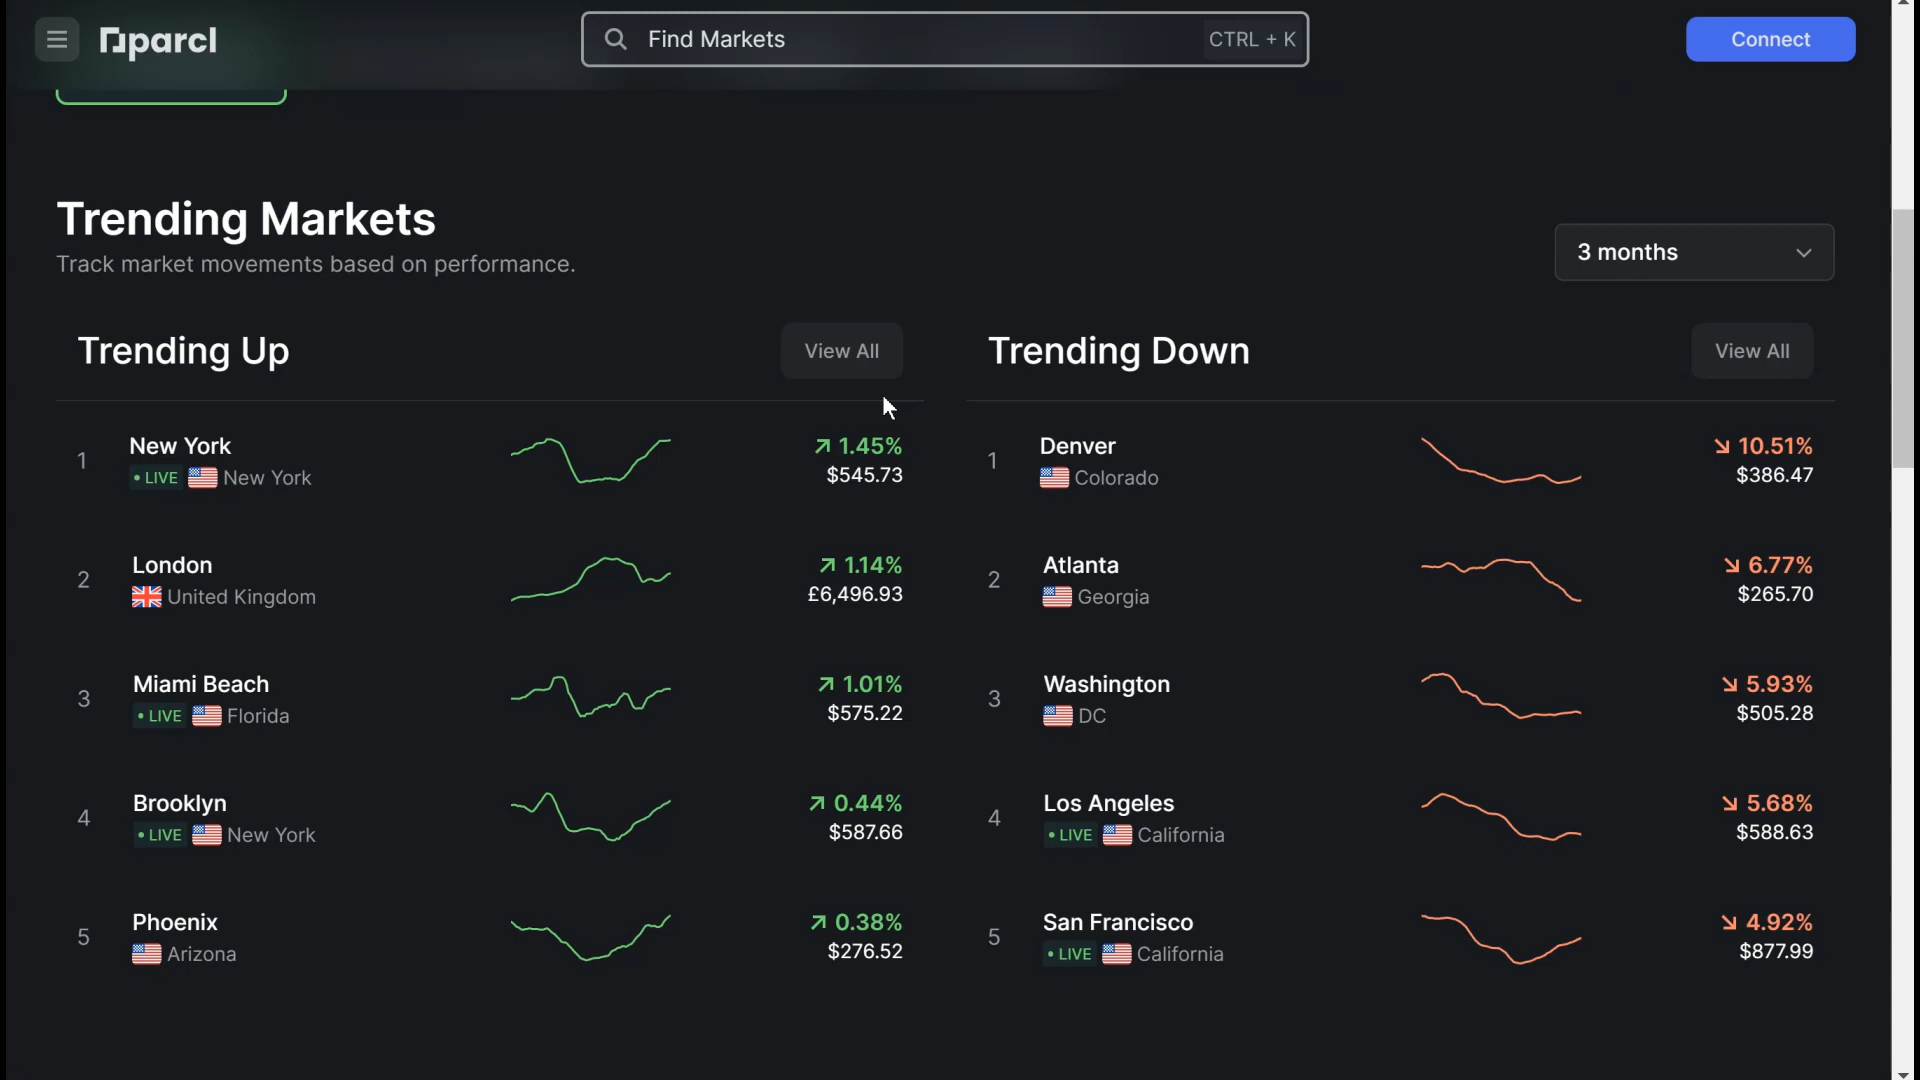 parcl
Find Markets
CTRL + K
Connect
Trending Markets
Track market movements based on performance.
3 months
Trending Up
View All
1
New York
• LIVE New York
1.45%
$545.73
2
London
United Kingdom
1.14%
£6,496.93
3
Miami Beach
• LIVE Florida
1.01%
$575.22
4
Brooklyn
• LIVE New York
0.44%
$587.66
5
Phoenix
Arizona
0.38%
$276.52
Trending Down
View All
1
Denver
Colorado
10.51%
$386.47
2
Atlanta
Georgia
6.77%
$265.70
3
Washington
DC
5.93%
$505.28
4
Los Angeles
• LIVE California
5.68%
$588.63
5
San Francisco
• LIVE California
4.92%
$877.99